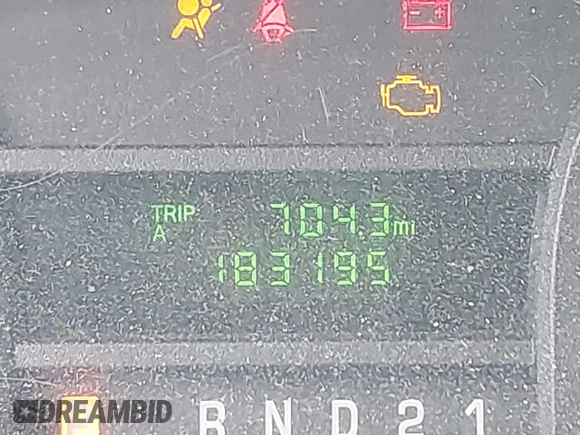 TRIP 7043 mi
A
183195
P R N D 2 1
DREAMBID